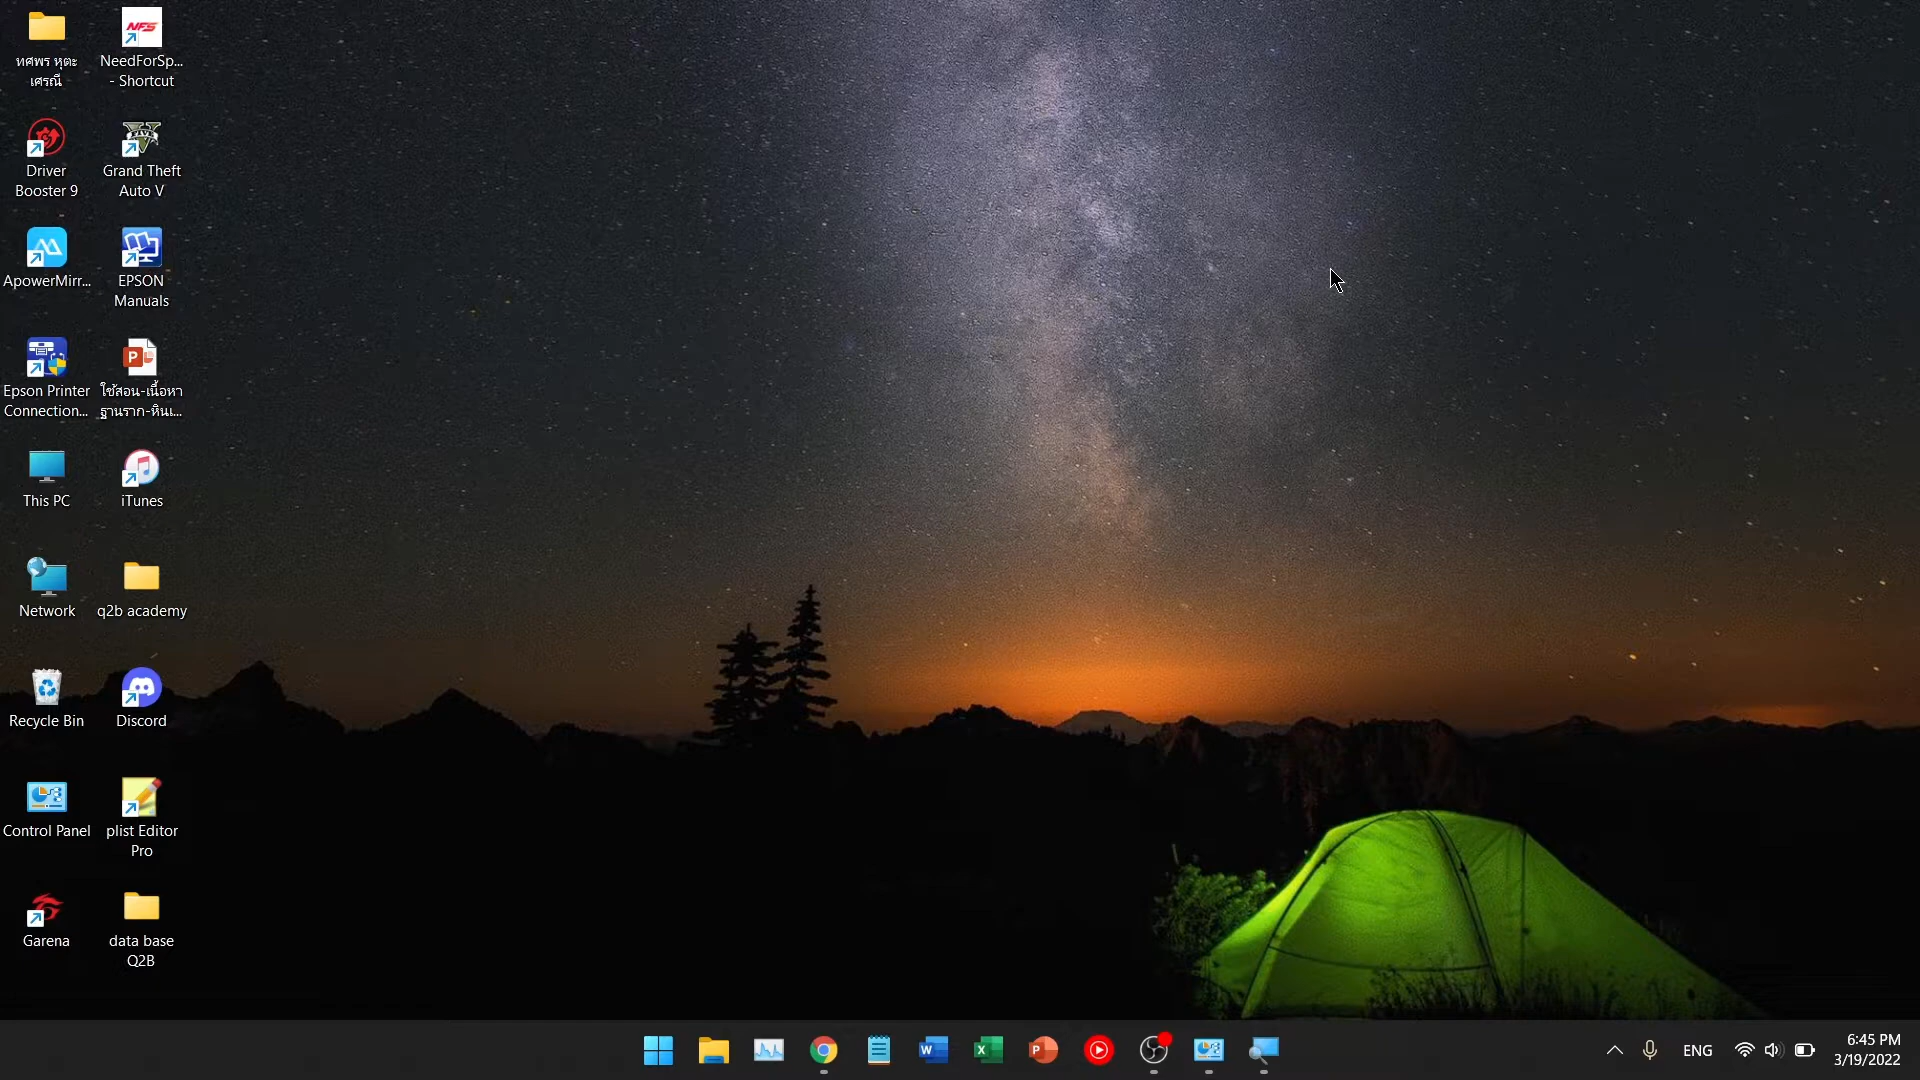 ทศพร หุตะ
เศรณี
NFS
NeedForSp...
- Shortcut
Driver
Booster 9
Grand Theft
Auto V
ApowerMirr...
EPSON
Manuals
Epson Printer
Connection...
ใช้สอน-เนื้อหา
ฐานราก-หินเ...
This PC
iTunes
Network
q2b academy
Recycle Bin
Discord
Control Panel
plist Editor
Pro
Garena
data base
Q2B
ENG
6:45 PM
3/19/2022